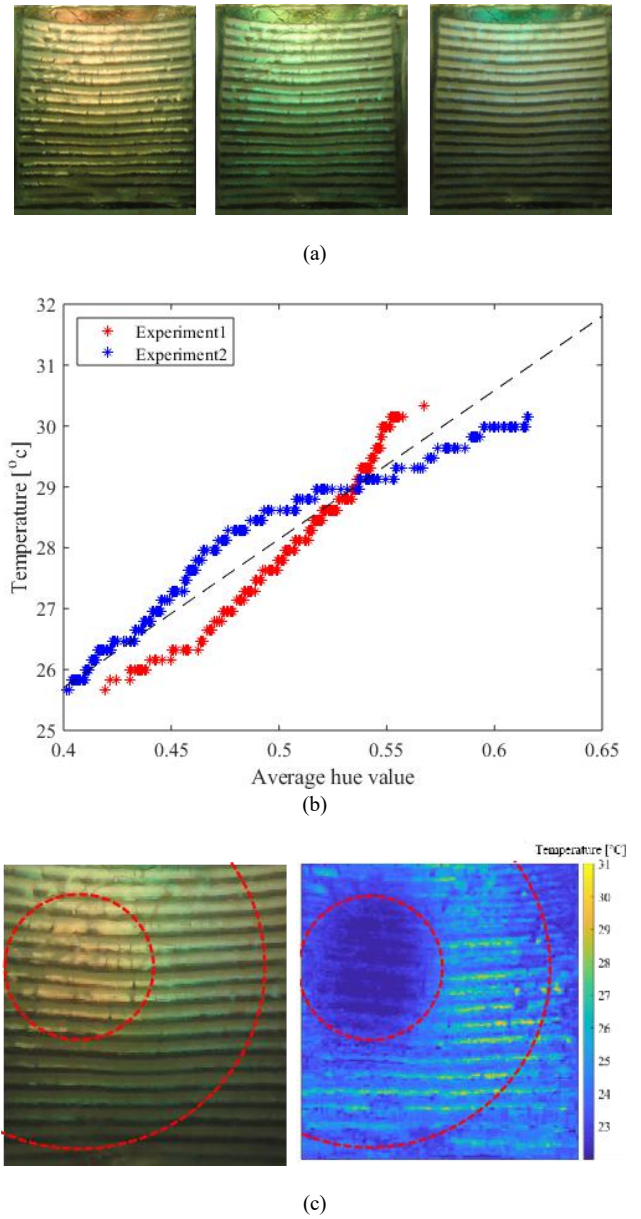 (a)
32
31
30
29
28
27
26
25
Temperature [°c]
Experiment1
Experiment2
0.4 0.45 0.5 0.55 0.6 0.65
Average hue value
(b)
Temperature [°C]
31
30
29
28
27
26
25
24
23
(c)